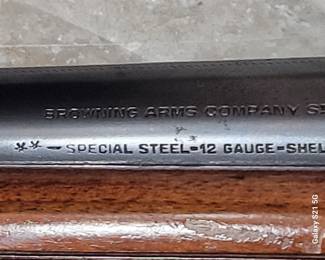 BROWNING ARMS COMPANY S
** — SPECIAL STEEL–12 GAUGE–SHEL
Galaxy S21 5G